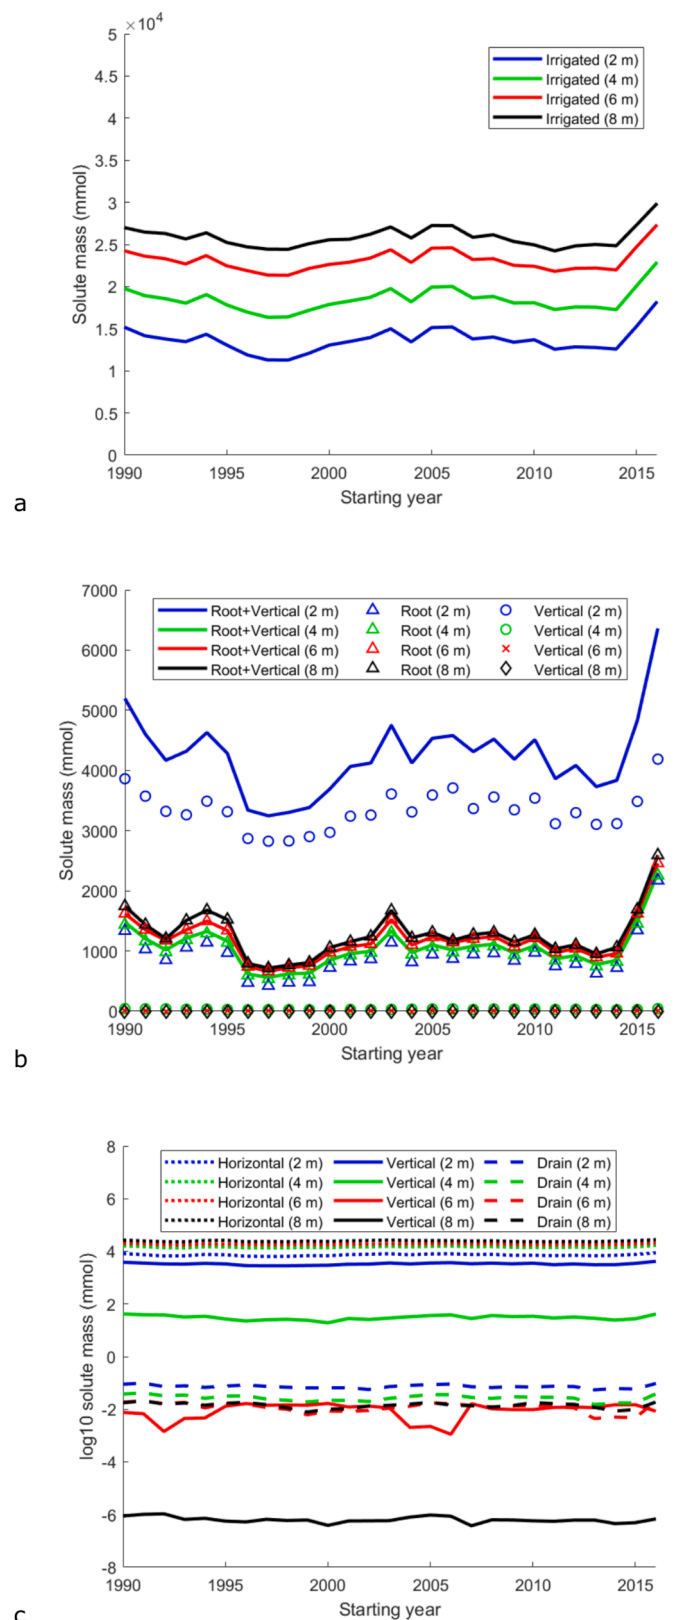 ×10⁴
5
4.5
4
3.5
3
2.5
2
1.5
1
0.5
0
Solute mass (mmol)
Irrigated (2 m)
Irrigated (4 m)
Irrigated (6 m)
Irrigated (8 m)
1990 1995 2000 2005 2010 2015
Starting year
a
7000
6000
5000
4000
3000
2000
1000
0
Solute mass (mmol)
Root+Vertical (2 m) Root (2 m) Vertical (2 m)
Root+Vertical (4 m) Root (4 m) Vertical (4 m)
Root+Vertical (6 m) Root (6 m) Vertical (6 m)
Root+Vertical (8 m) Root (8 m) Vertical (8 m)
1990 1995 2000 2005 2010 2015
Starting year
b
8
6
4
2
0
-2
-4
-6
-8
log10 solute mass (mmol)
Horizontal (2 m) Vertical (2 m) Drain (2 m)
Horizontal (4 m) Vertical (4 m) Drain (4 m)
Horizontal (6 m) Vertical (6 m) Drain (6 m)
Horizontal (8 m) Vertical (8 m) Drain (8 m)
1990 1995 2000 2005 2010 2015
Starting year
c